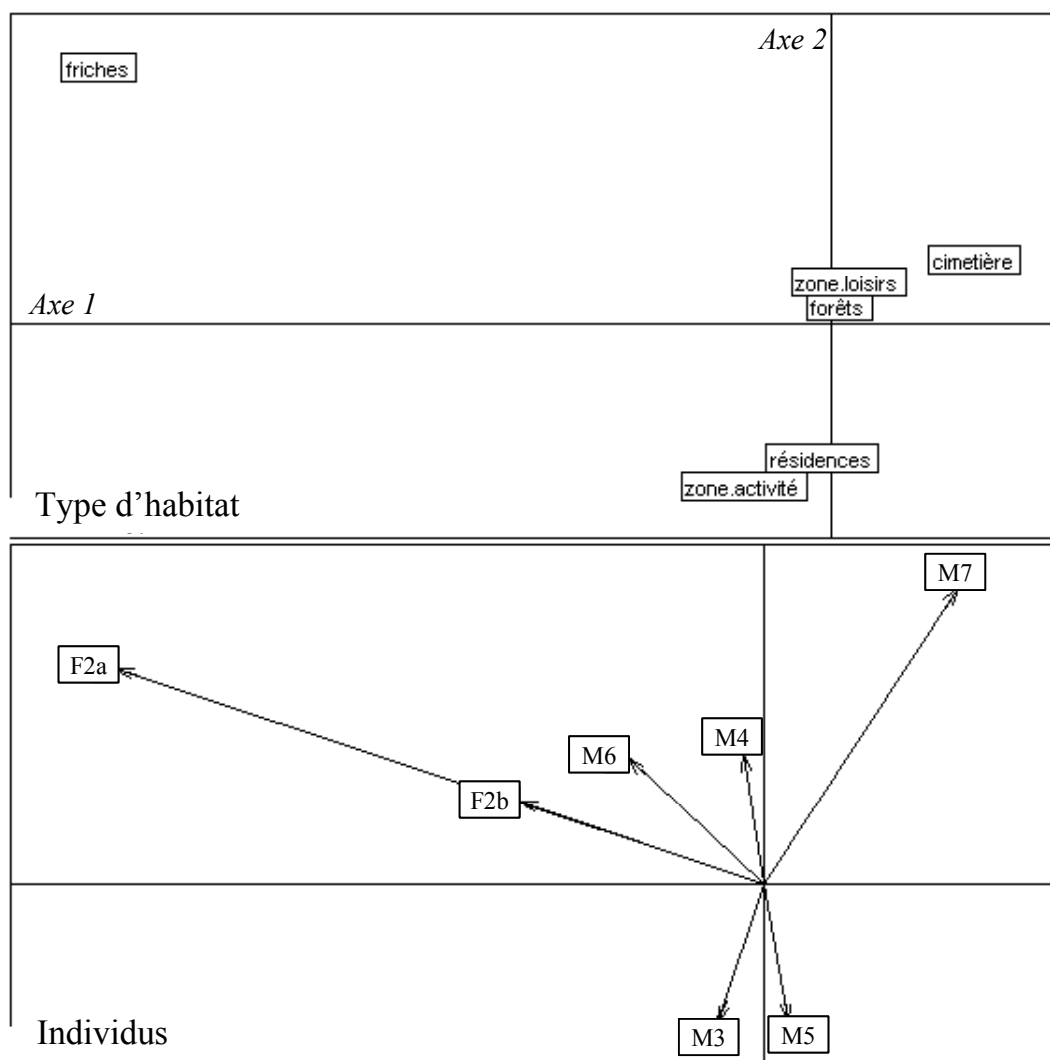 Axe 2
friches
cimetière
zone.loisirs
Axe 1
forêts
résidences
zone.activité
Type d’habitat
M7
F2a
M4
M6
F2b
M3
M5
Individus